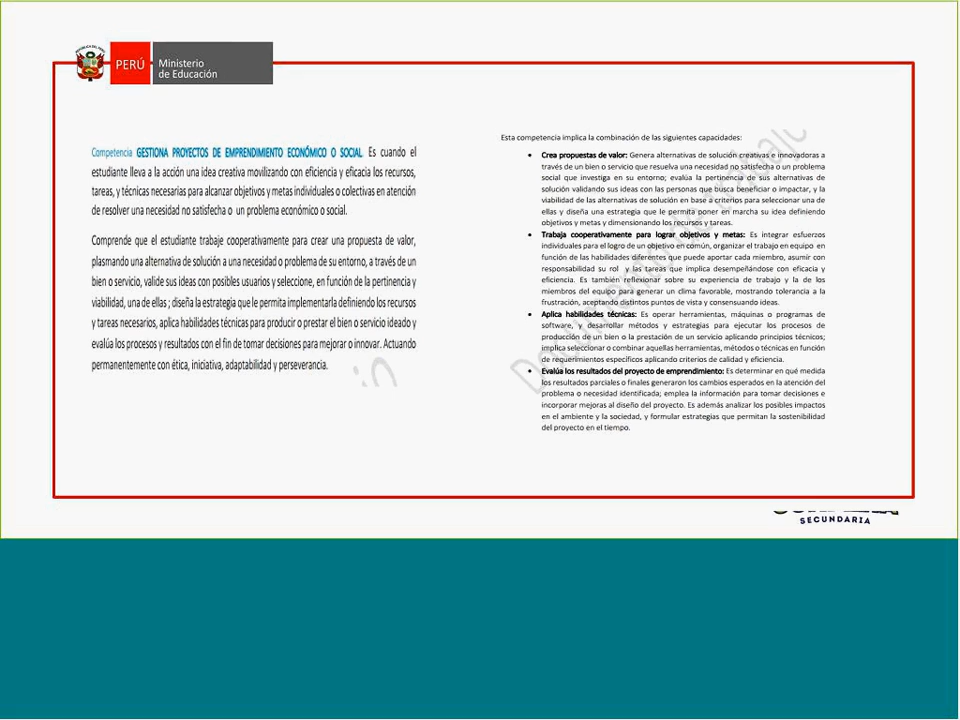 REPÚBLICA DEL PERÚ
PERÚ
Ministerio
de Educación
Competencia GESTIONA PROYECTOS DE EMPRENDIMIENTO ECONÓMICO O SOCIAL. Es cuando el
estudiante lleva a la acción una idea creativa movilizando con eficiencia y eficacia los recursos,
tareas, y técnicas necesarias para alcanzar objetivos y metas individuales o colectivas en atención
de resolver una necesidad no satisfecha o un problema económico o social.
Comprende que el estudiante trabaje cooperativamente para crear una propuesta de valor,
plasmando una alternativa de solución a una necesidad o problema de su entorno, a través de un
bien o servicio, valide sus ideas con posibles usuarios y seleccione, en función de la pertinencia y
viabilidad, una de ellas ; diseña la estrategia que le permita implementarla definiendo los recursos
y tareas necesarios, aplica habilidades técnicas para producir o prestar el bien o servicio ideado y
evalúa los procesos y resultados con el fin de tomar decisiones para mejorar o innovar. Actuando
permanentemente con ética, iniciativa, adaptabilidad y perseverancia.
Esta competencia implica la combinación de las siguientes capacidades:
• Crea propuestas de valor: Genera alternativas de solución creativas e innovadoras a
través de un bien o servicio que resuelva una necesidad no satisfecha o un problema
social que investiga en su entorno; evalúa la pertinencia de sus alternativas de
solución validando sus ideas con las personas que busca beneficiar o impactar, y la
viabilidad de las alternativas de solución en base a criterios para seleccionar una de
ellas y diseña una estrategia que le permita poner en marcha su idea definiendo
objetivos y metas y dimensionando los recursos y tareas.
• Trabaja cooperativamente para lograr objetivos y metas: Es integrar esfuerzos
individuales para el logro de un objetivo en común, organizar el trabajo en equipo en
función de las habilidades diferentes que puede aportar cada miembro, asumir con
responsabilidad su rol y las tareas que implica desempeñándose con eficacia y
eficiencia. Es también reflexionar sobre su experiencia de trabajo y la de los
miembros del equipo para generar un clima favorable, mostrando tolerancia a la
frustración, aceptando distintos puntos de vista y consensuando ideas.
• Aplica habilidades técnicas: Es operar herramientas, máquinas o programas de
software, y desarrollar métodos y estrategias para ejecutar los procesos de
producción de un bien o la prestación de un servicio aplicando principios técnicos;
implica seleccionar o combinar aquellas herramientas, métodos o técnicas en función
de requerimientos específicos aplicando criterios de calidad y eficiencia.
• Evalúa los resultados del proyecto de emprendimiento: Es determinar en qué medida
los resultados parciales o finales generaron los cambios esperados en la atención del
problema o necesidad identificada; emplea la información para tomar decisiones e
incorporar mejoras al diseño del proyecto. Es además analizar los posibles impactos
en el ambiente y la sociedad, y formular estrategias que permitan la sostenibilidad
del proyecto en el tiempo.
SECUNDARIA